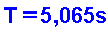 T = 5,065s